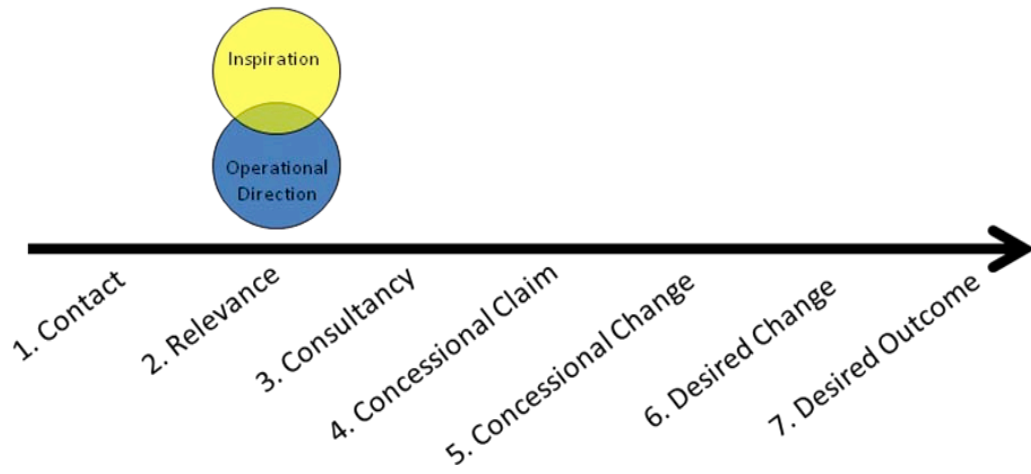 Inspiration
Operational
Direction
1. Contact
2. Relevance
3. Consultancy
4. Concessional Claim
5. Concessional Change
6. Desired Change
7. Desired Outcome